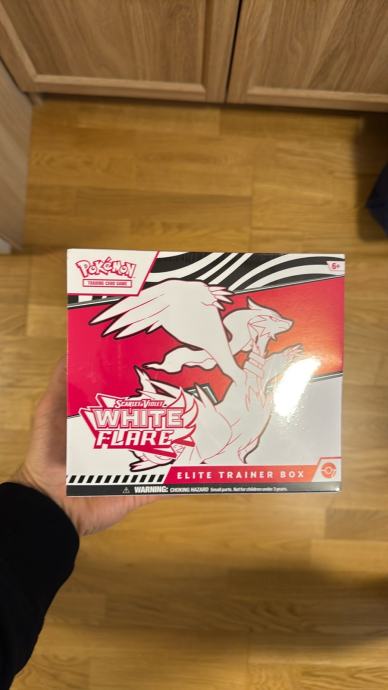 POKéMON
TRADING CARD GAME
6+
SCARLET & VIOLET
WHITE
FLARE
ELITE TRAINER BOX
WARNING: CHOKING HAZARD Small parts. Not for children under 3 years.